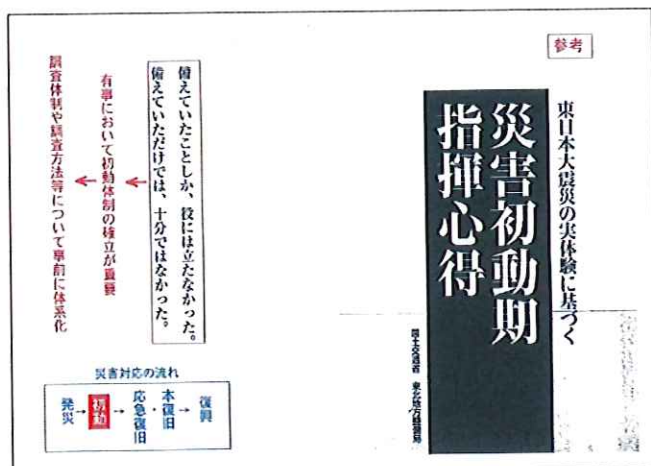 参考
東日本大震災の実体験に基づく
災害初動期
指揮心得
国土交通省 東北地方整備局
備えていたことしか、役には立たなかった。
備えていただけでは、十分ではなかった。
有事において初動体制の確立が重要
調査体制や調査方法等について事前に体系化
災害対応の流れ
発災→初動→応急復旧・本復旧→復興